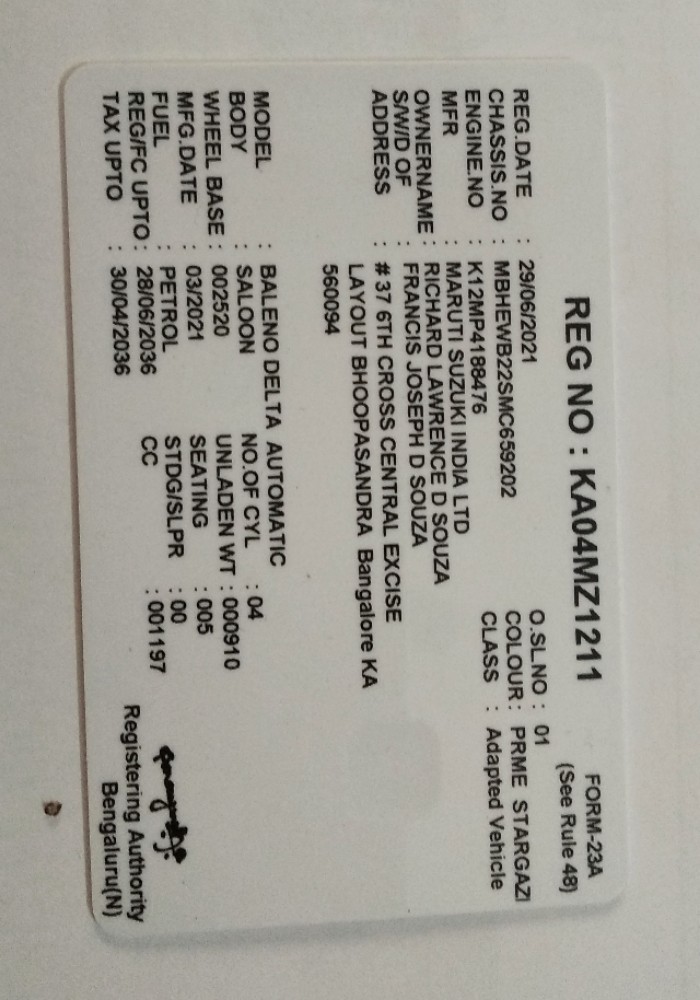 FORM-23A
REG NO : KA04MZ1211 (See Rule 48)
REG.DATE : 29/06/2021 O.SL.NO : 01
CHASSIS.NO : MBHEWB22SMC659202 COLOUR : PRME STARGAZI
ENGINE.NO : K12MP4188476 CLASS : Adapted Vehicle
MFR : MARUTI SUZUKI INDIA LTD
OWNERNAME : RICHARD LAWRENCE D SOUZA
S/W/D OF : FRANCIS JOSEPH D SOUZA
ADDRESS : # 37 6TH CROSS CENTRAL EXCISE
LAYOUT BHOOPASANDRA Bangalore KA
560094
MODEL : BALENO DELTA AUTOMATIC
BODY : SALOON NO.OF CYL : 04
WHEEL BASE : 002520 UNLADEN WT : 000910
MFG.DATE : 03/2021 SEATING : 005
FUEL : PETROL STDG/SLPR : 00
REG/FC UPTO : 28/06/2036 CC : 001197
TAX UPTO : 30/04/2036
Registering Authority
Bengaluru(N)